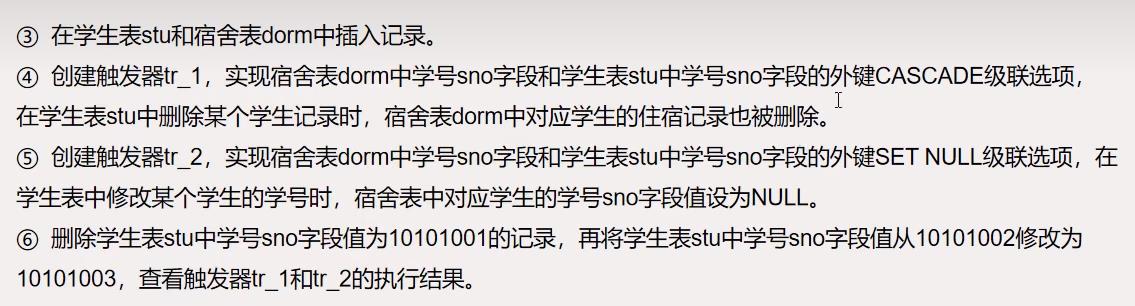 ③ 在学生表stu和宿舍表dorm中插入记录。
④ 创建触发器tr_1，实现宿舍表dorm中学号sno字段和学生表stu中学号sno字段的外键CASCADE级联选项，
在学生表stu中删除某个学生记录时，宿舍表dorm中对应学生的住宿记录也被删除。
⑤ 创建触发器tr_2，实现宿舍表dorm中学号sno字段和学生表stu中学号sno字段的外键SET NULL级联选项，在
学生表中修改某个学生的学号时，宿舍表中对应学生的学号sno字段值设为NULL。
⑥ 删除学生表stu中学号sno字段值为10101001的记录，再将学生表stu中学号sno字段值从10101002修改为
10101003，查看触发器tr_1和tr_2的执行结果。